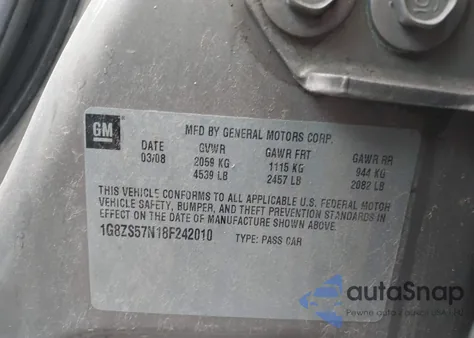 GM
MFD BY GENERAL MOTORS CORP.
DATE GVWR GAWR FRT GAWR RR
03/08 2059 KG 1115 KG 944 KG
4539 LB 2457 LB 2082 LB
THIS VEHICLE CONFORMS TO ALL APPLICABLE U.S. FEDERAL MOTOR
VEHICLE SAFETY, BUMPER, AND THEFT PREVENTION STANDARDS IN
EFFECT ON THE DATE OF MANUFACTURE SHOWN ABOVE.
1G8ZS57N18F242010 TYPE: PASS CAR
autoSnap
Pewne auto z